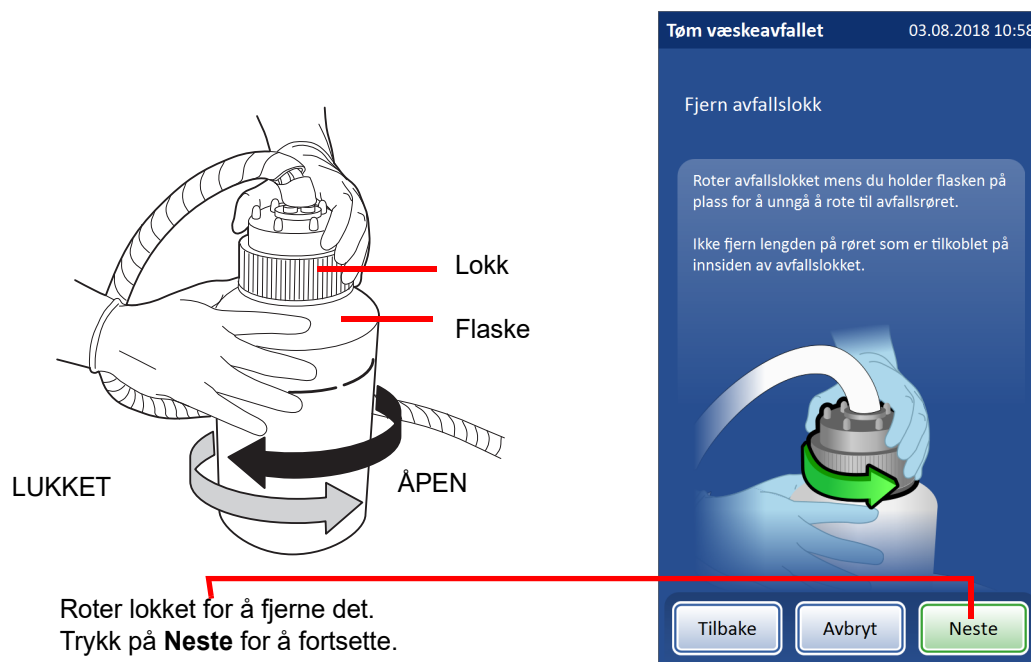 Lokk
Flaske
ÅPEN
LUKKET
Roter lokket for å fjerne det.
Trykk på Neste for å fortsette.
Tøm væskeavfallet 03.08.2018 10:58
Fjern avfallslokk
Roter avfallslokket mens du holder flasken på
plass for å unngå å rote til avfallsrøret.
Ikke fjern lengden på røret som er tilkoblet på
innsiden av avfallslokket.
Tilbake Avbryt Neste